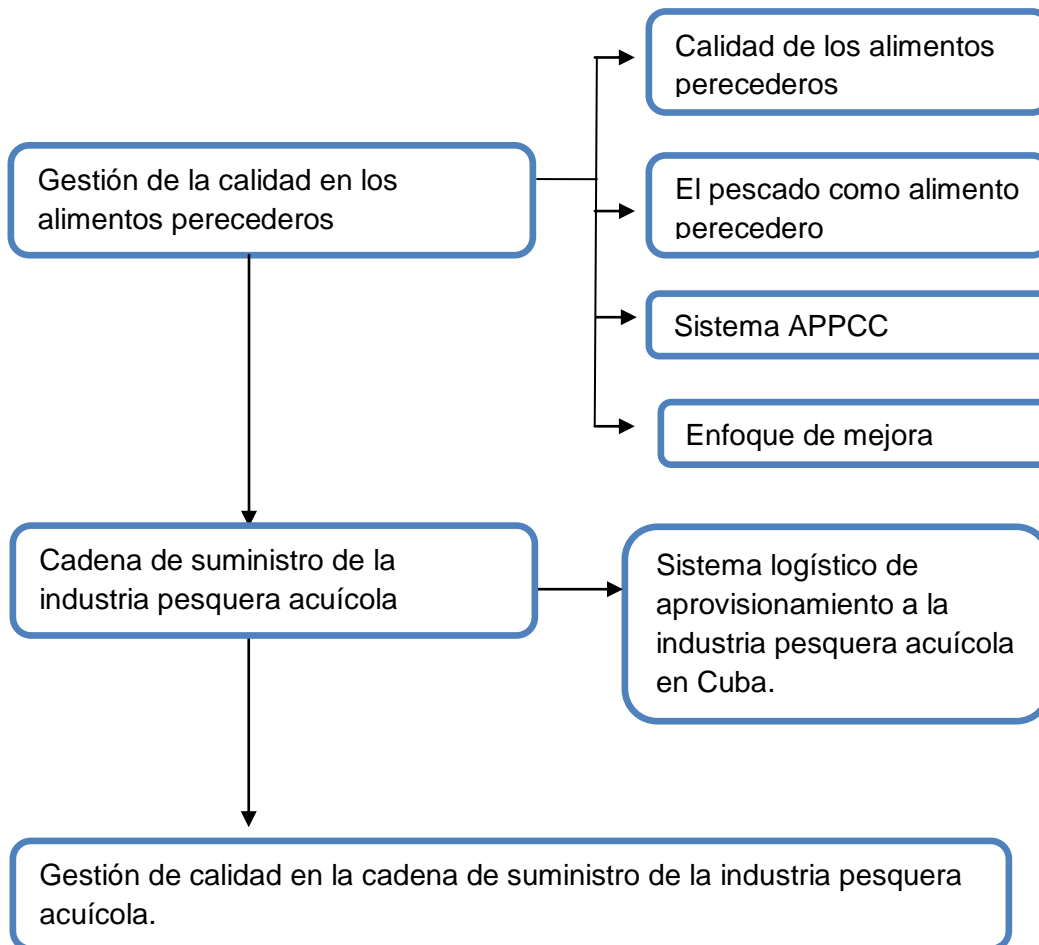 Calidad de los alimentos
perecederos
Gestión de la calidad en los
alimentos perecederos
El pescado como alimento
perecedero
Sistema APPCC
Enfoque de mejora
Cadena de suministro de la
industria pesquera acuícola
Sistema logístico de
aprovisionamiento a la
industria pesquera acuícola
en Cuba.
Gestión de calidad en la cadena de suministro de la industria pesquera
acuícola.